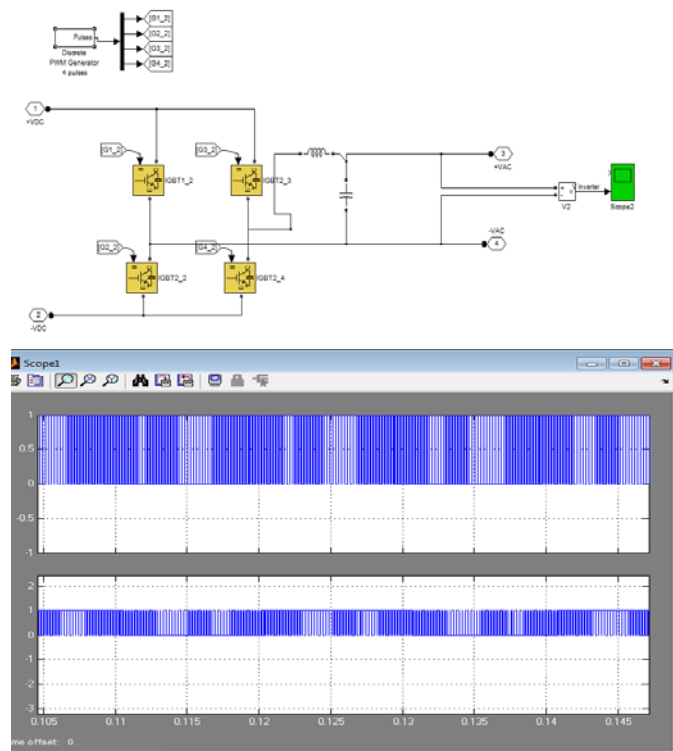 Pulses
Discrete
PWM Generator
4 pulses
[G1_2]
[G2_2]
[G3_2]
[G4_2]
1
+VDC
[G1_2]
[G3_2]
IGBT1_2
IGBT2_3
3
+VAC
+
-
v
inverter
V2
Scope2
[G2_2]
[G4_2]
-VAC
4
IGBT2_2
IGBT2_4
2
-VDC
Scope1
1
0.5
0
-0.5
-1
2
1
0
-1
-2
-3
0.105 0.11 0.115 0.12 0.125 0.13 0.135 0.14 0.145
me offset: 0